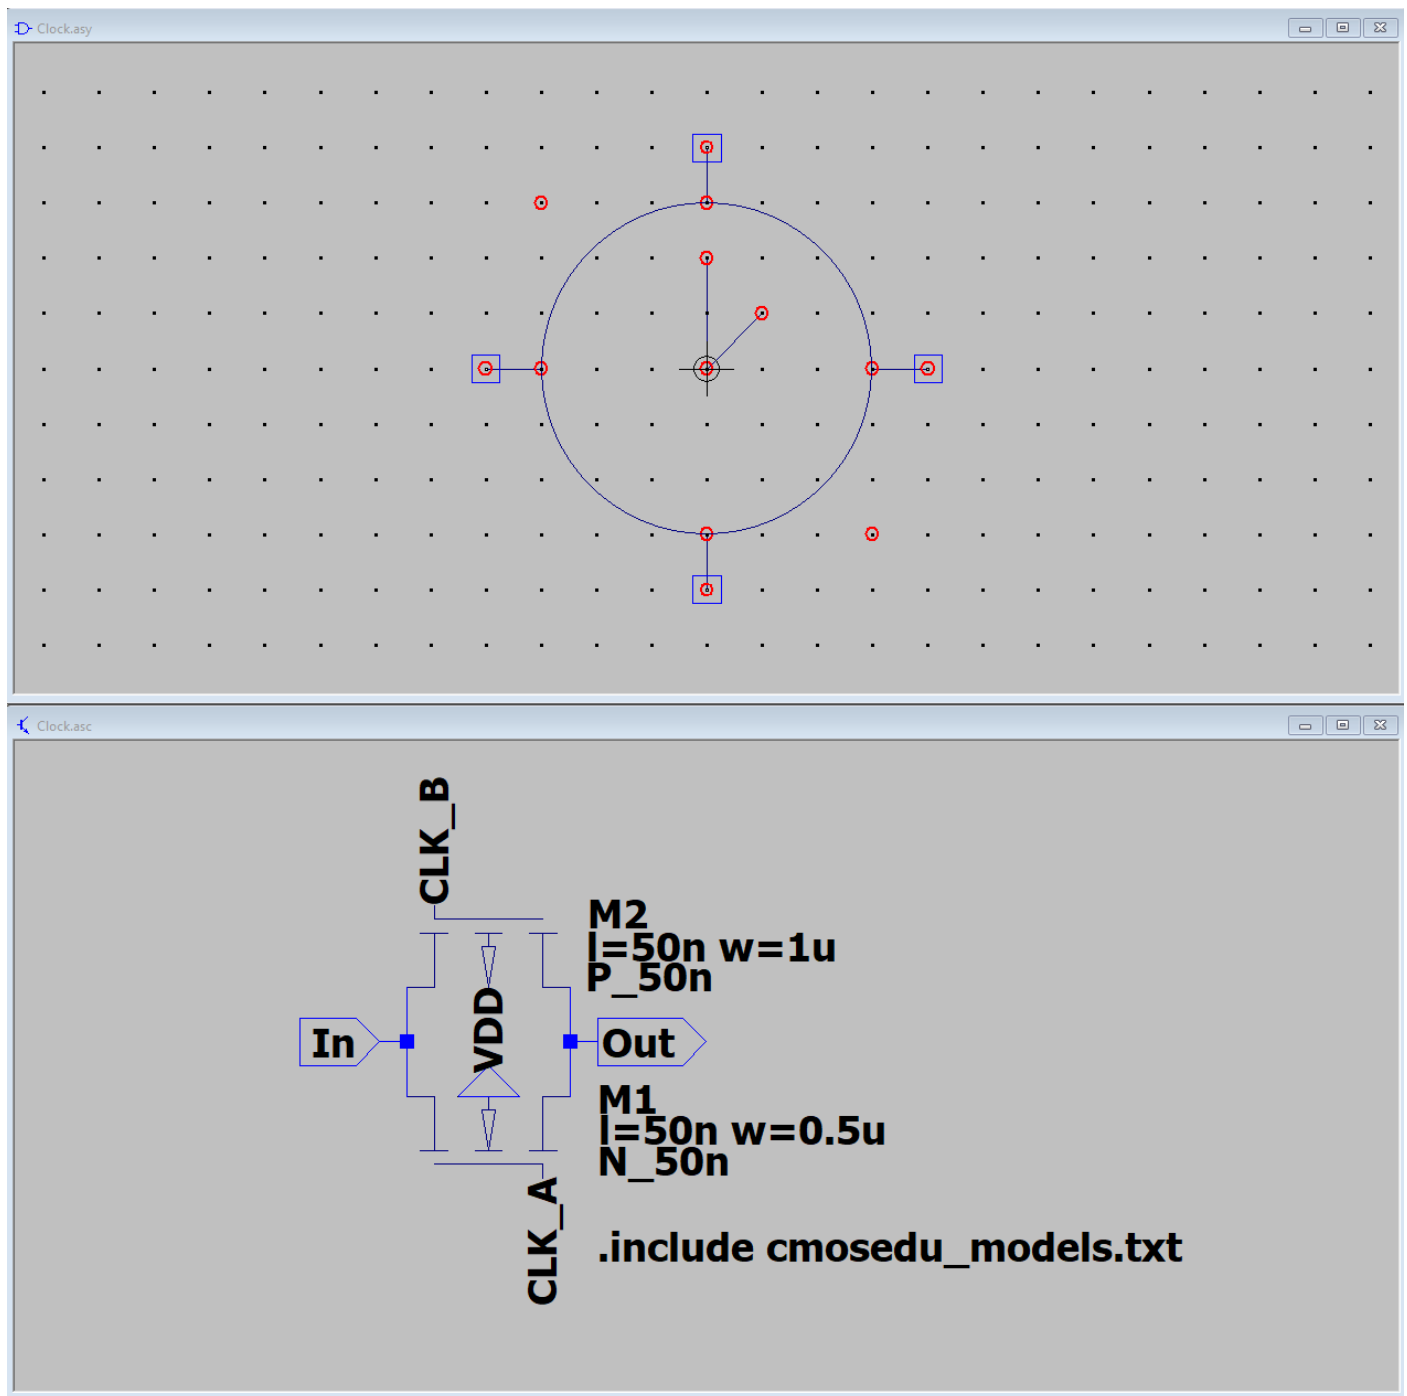 Clock.asy
Clock.asc
CLK_B
M2
l=50n w=1u
P_50n
In
VDD
Out
M1
l=50n w=0.5u
N_50n
CLK_A
.include cmosedu_models.txt